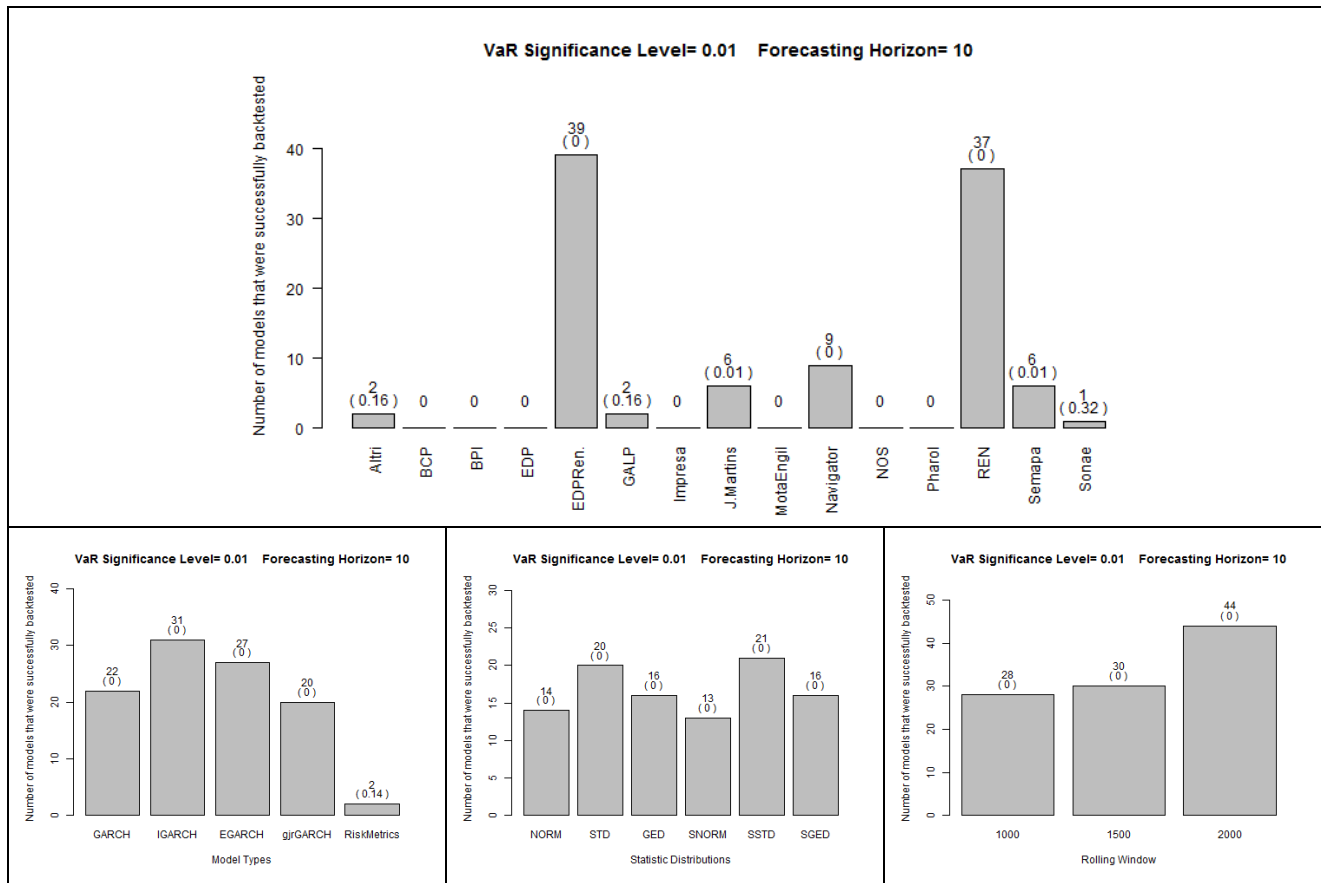 VaR Significance Level= 0.01 Forecasting Horizon= 10
Number of models that were successfully backtested
40
30
20
10
0
2
( 0.16 )
0
0
0
39
( 0 )
2
( 0.16 )
0
6
( 0.01 )
0
9
( 0 )
0
0
37
( 0 )
6
( 0.01 )
1
( 0.32 )
Altri
BCP
BPI
EDP
EDPRen.
GALP
Impresa
J.Martins
MotaEngil
Navigator
NOS
Pharol
REN
Semapa
Sonae
VaR Significance Level= 0.01 Forecasting Horizon= 10
Number of models that were successfully backtested
40
30
20
10
0
22
( 0 )
31
( 0 )
27
( 0 )
20
( 0 )
2
( 0.14 )
GARCH IGARCH EGARCH gjrGARCH RiskMetrics
Model Types
VaR Significance Level= 0.01 Forecasting Horizon= 10
Number of models that were successfully backtested
30
25
20
15
10
5
0
14
( 0 )
20
( 0 )
16
( 0 )
13
( 0 )
21
( 0 )
16
( 0 )
NORM STD GED SNORM SSTD SGED
Statistic Distributions
VaR Significance Level= 0.01 Forecasting Horizon= 10
Number of models that were successfully backtested
50
40
30
20
10
0
28
( 0 )
30
( 0 )
44
( 0 )
1000 1500 2000
Rolling Window